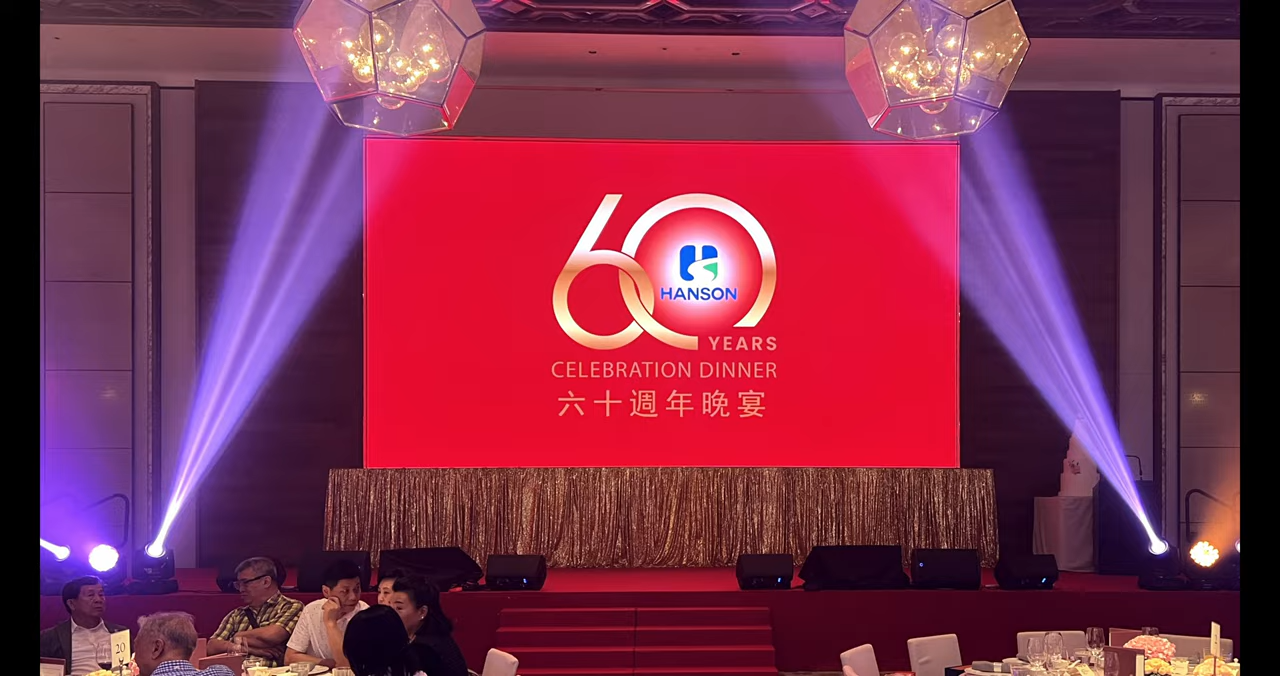 60
HANSON
YEARS
CELEBRATION DINNER
六十週年晚宴
20